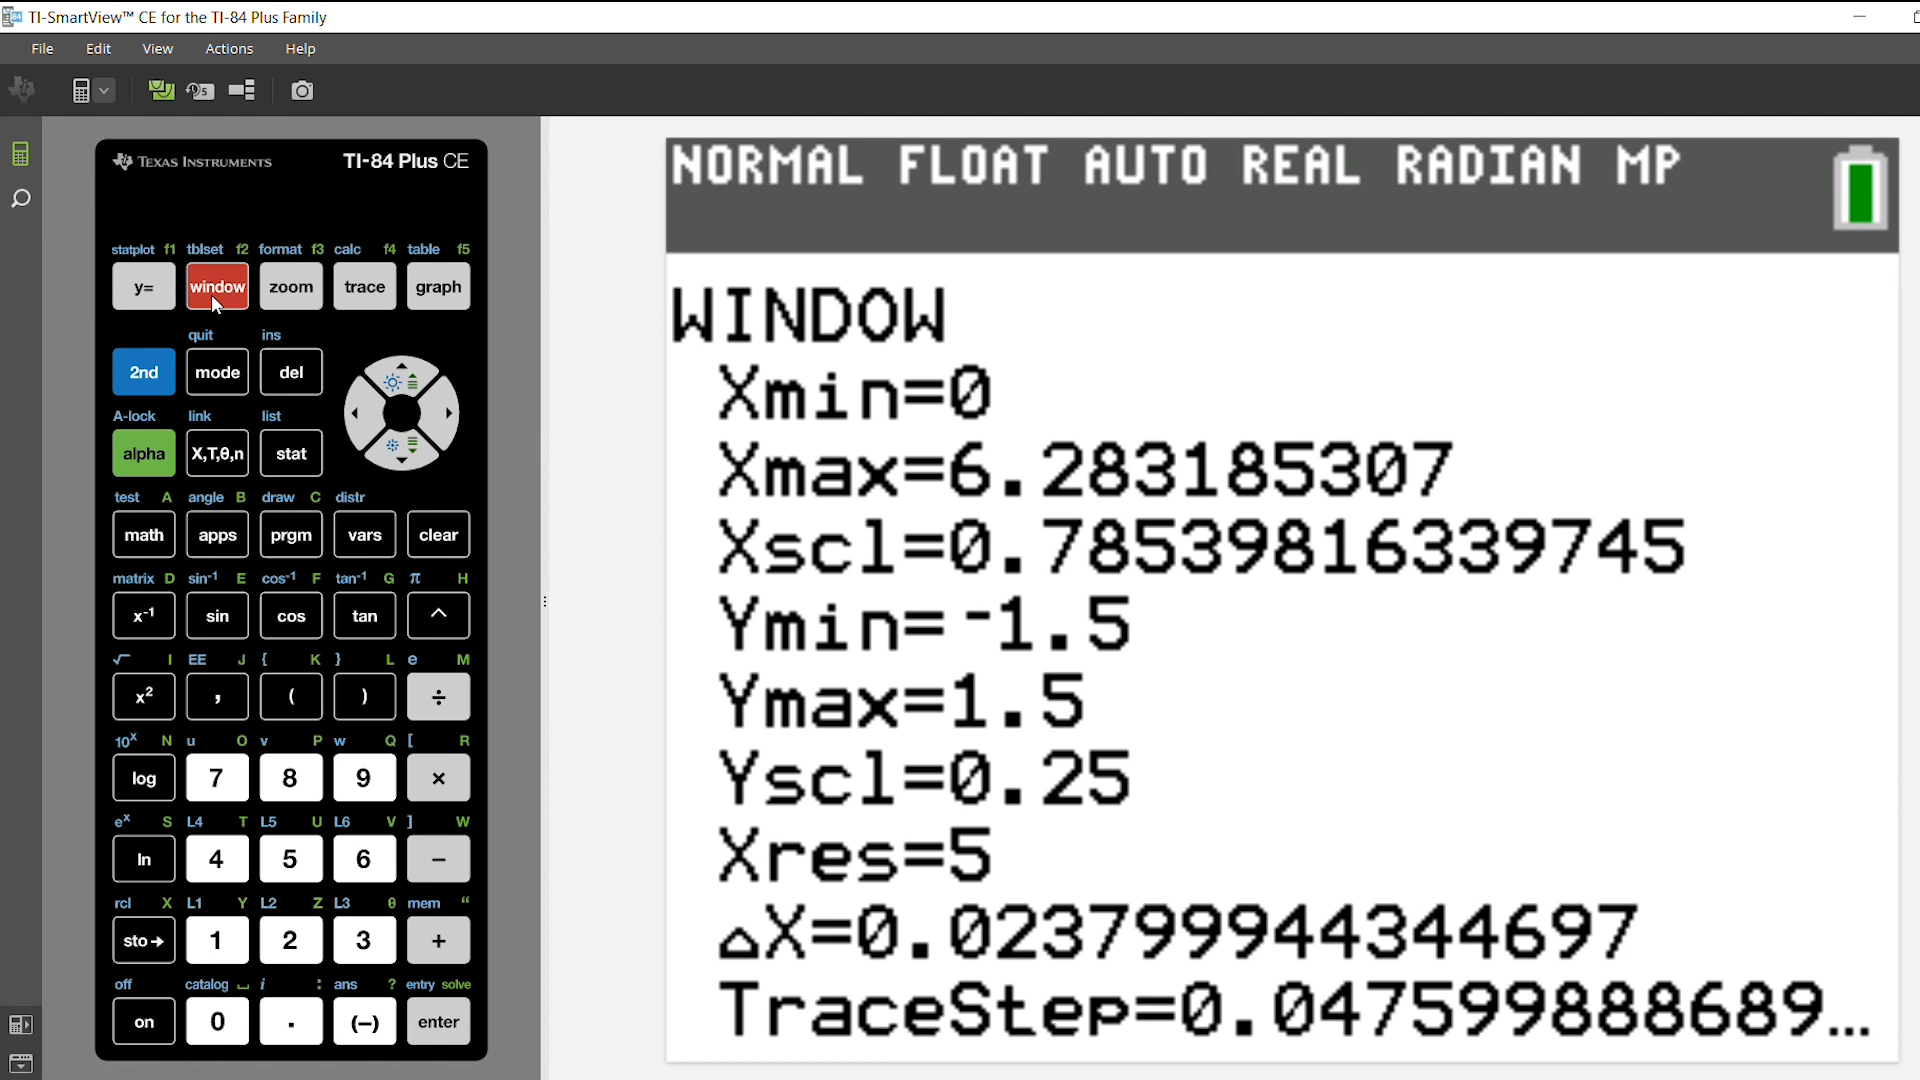 TI-SmartView™ CE for the TI-84 Plus Family
File Edit View Actions Help
TEXAS INSTRUMENTS TI-84 Plus CE
statplot f1 tblset f2 format f3 calc f4 table f5
y= window zoom trace graph
quit ins
2nd mode del
A-lock link list
alpha X,T,θ,n stat
test A angle B draw C distr
math apps prgm vars clear
matrix D sin-1 E cos-1 F tan-1 G π H
x-1 sin cos tan ^
√ I EE J { K } L e M
x2 , ( ) ÷
10x N u O v P w Q [ R
log 7 8 9 ×
ex S L4 T L5 U L6 V ] W
ln 4 5 6 −
rcl X L1 Y L2 Z L3 θ mem “
sto→ 1 2 3 +
off catalog ⎵ i : ans ? entry solve
on 0 . (−) enter
NORMAL FLOAT AUTO REAL RADIAN MP
WINDOW
Xmin=0
Xmax=6.283185307
Xscl=0.78539816339745
Ymin=-1.5
Ymax=1.5
Yscl=0.25
Xres=5
△X=0.023799944344697
TraceStep=0.047599888689...